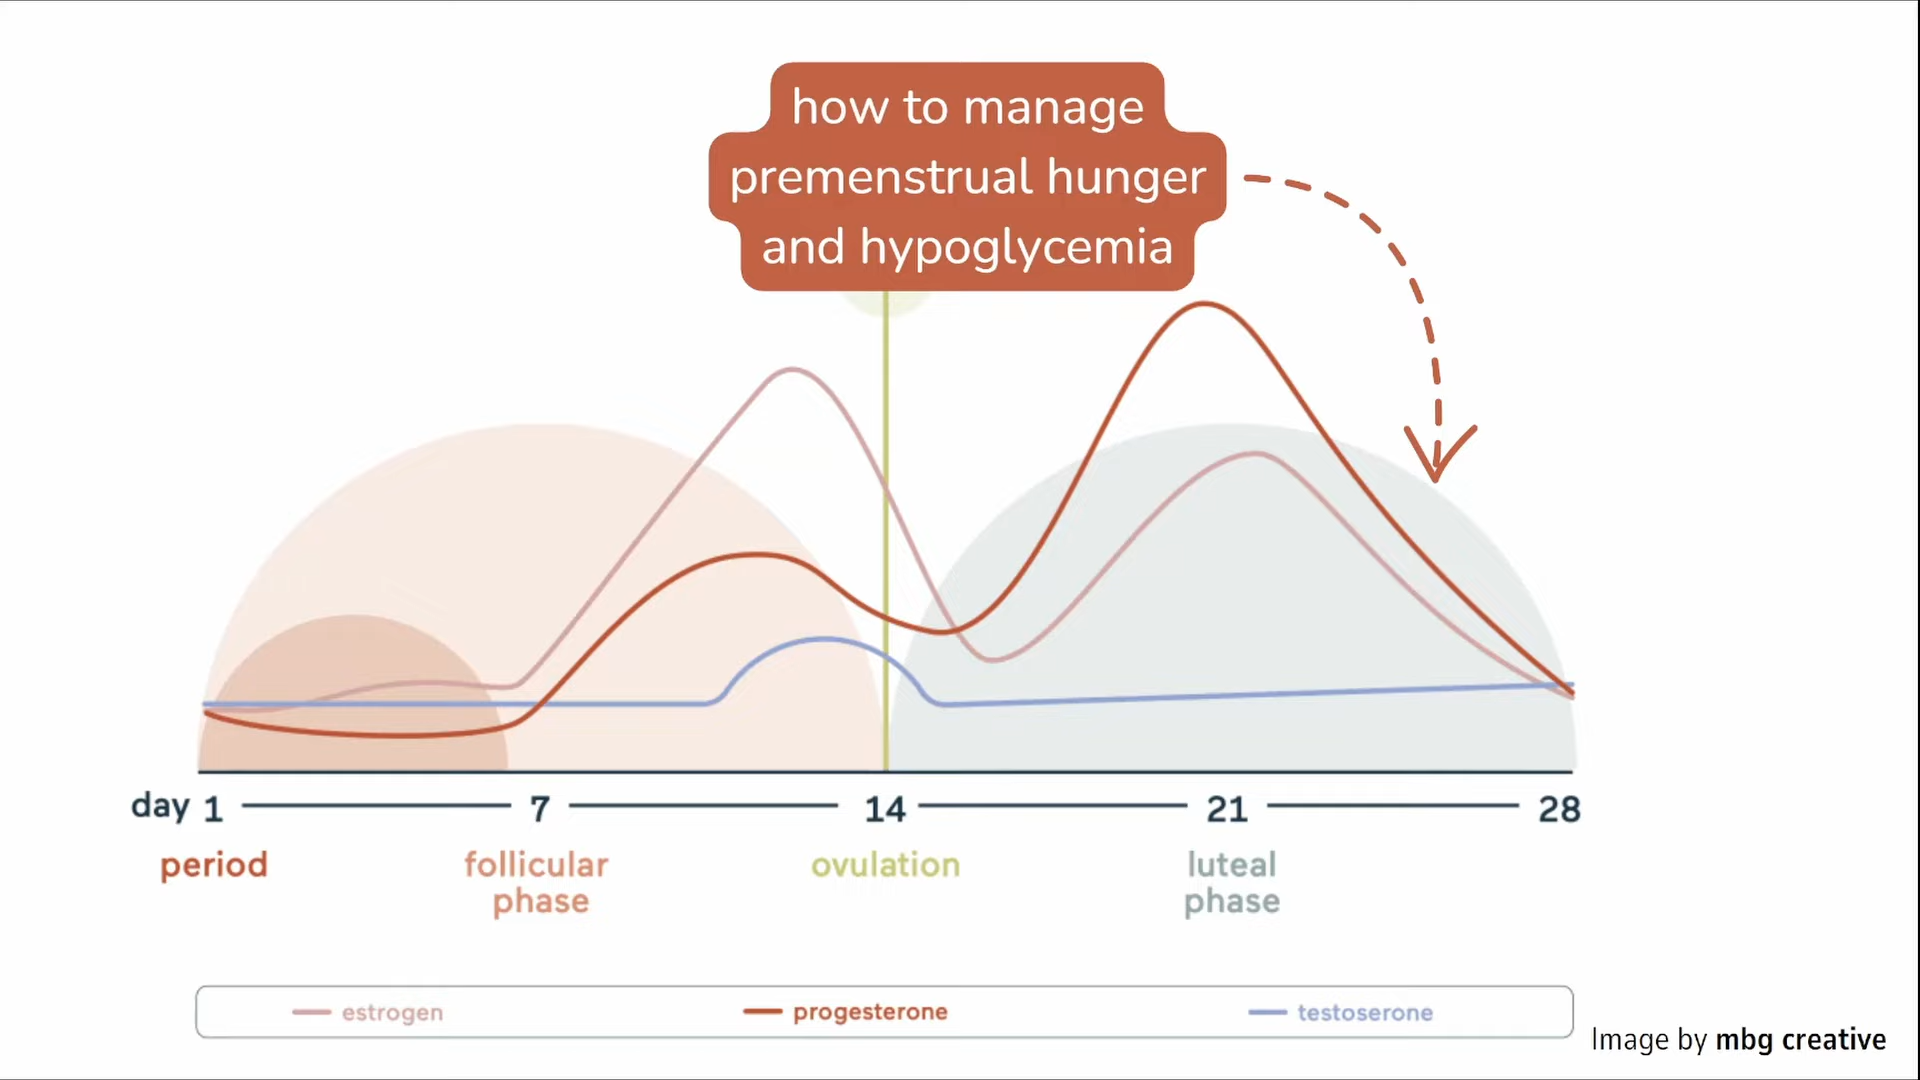 how to manage
premenstrual hunger
and hypoglycemia
day 1 7 14 21 28
period
follicular
phase
ovulation
luteal
phase
estrogen
progesterone
testoserone
Image by mbg creative